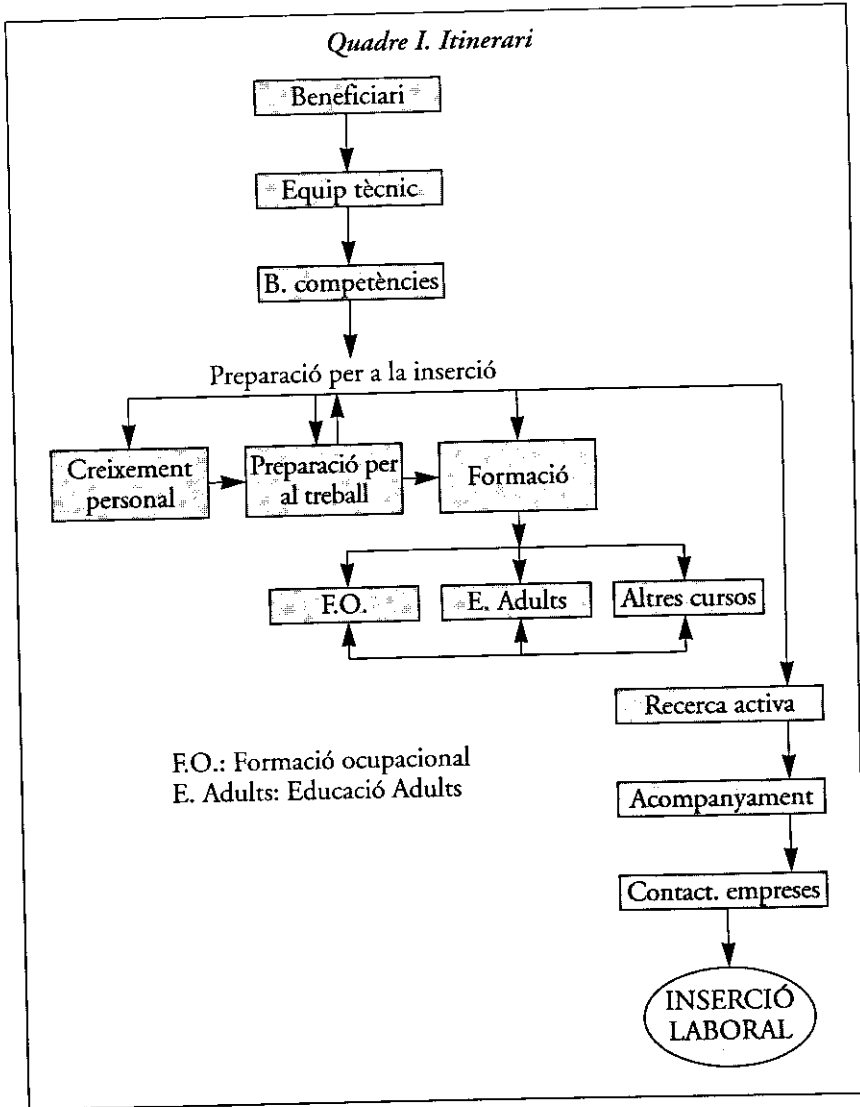 Quadre I. Itinerari
Beneficiari
Equip tècnic
B. competències
Preparació per a la inserció
Creixement
personal
Preparació per
al treball
Formació
F.O.
E. Adults
Altres cursos
Recerca activa
F.O.: Formació ocupacional
E. Adults: Educació Adults
Acompanyament
Contact. empreses
INSERCIÓ
LABORAL